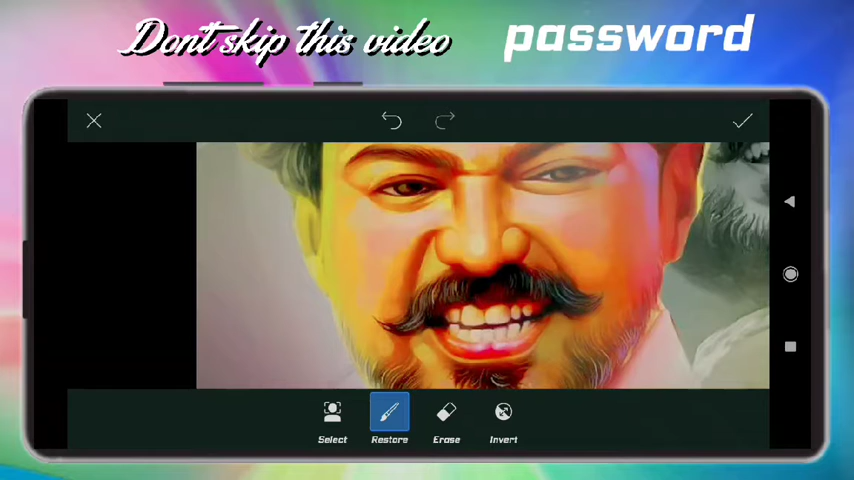 Dont skip this video
password
Select
Restore
Erase
Invert